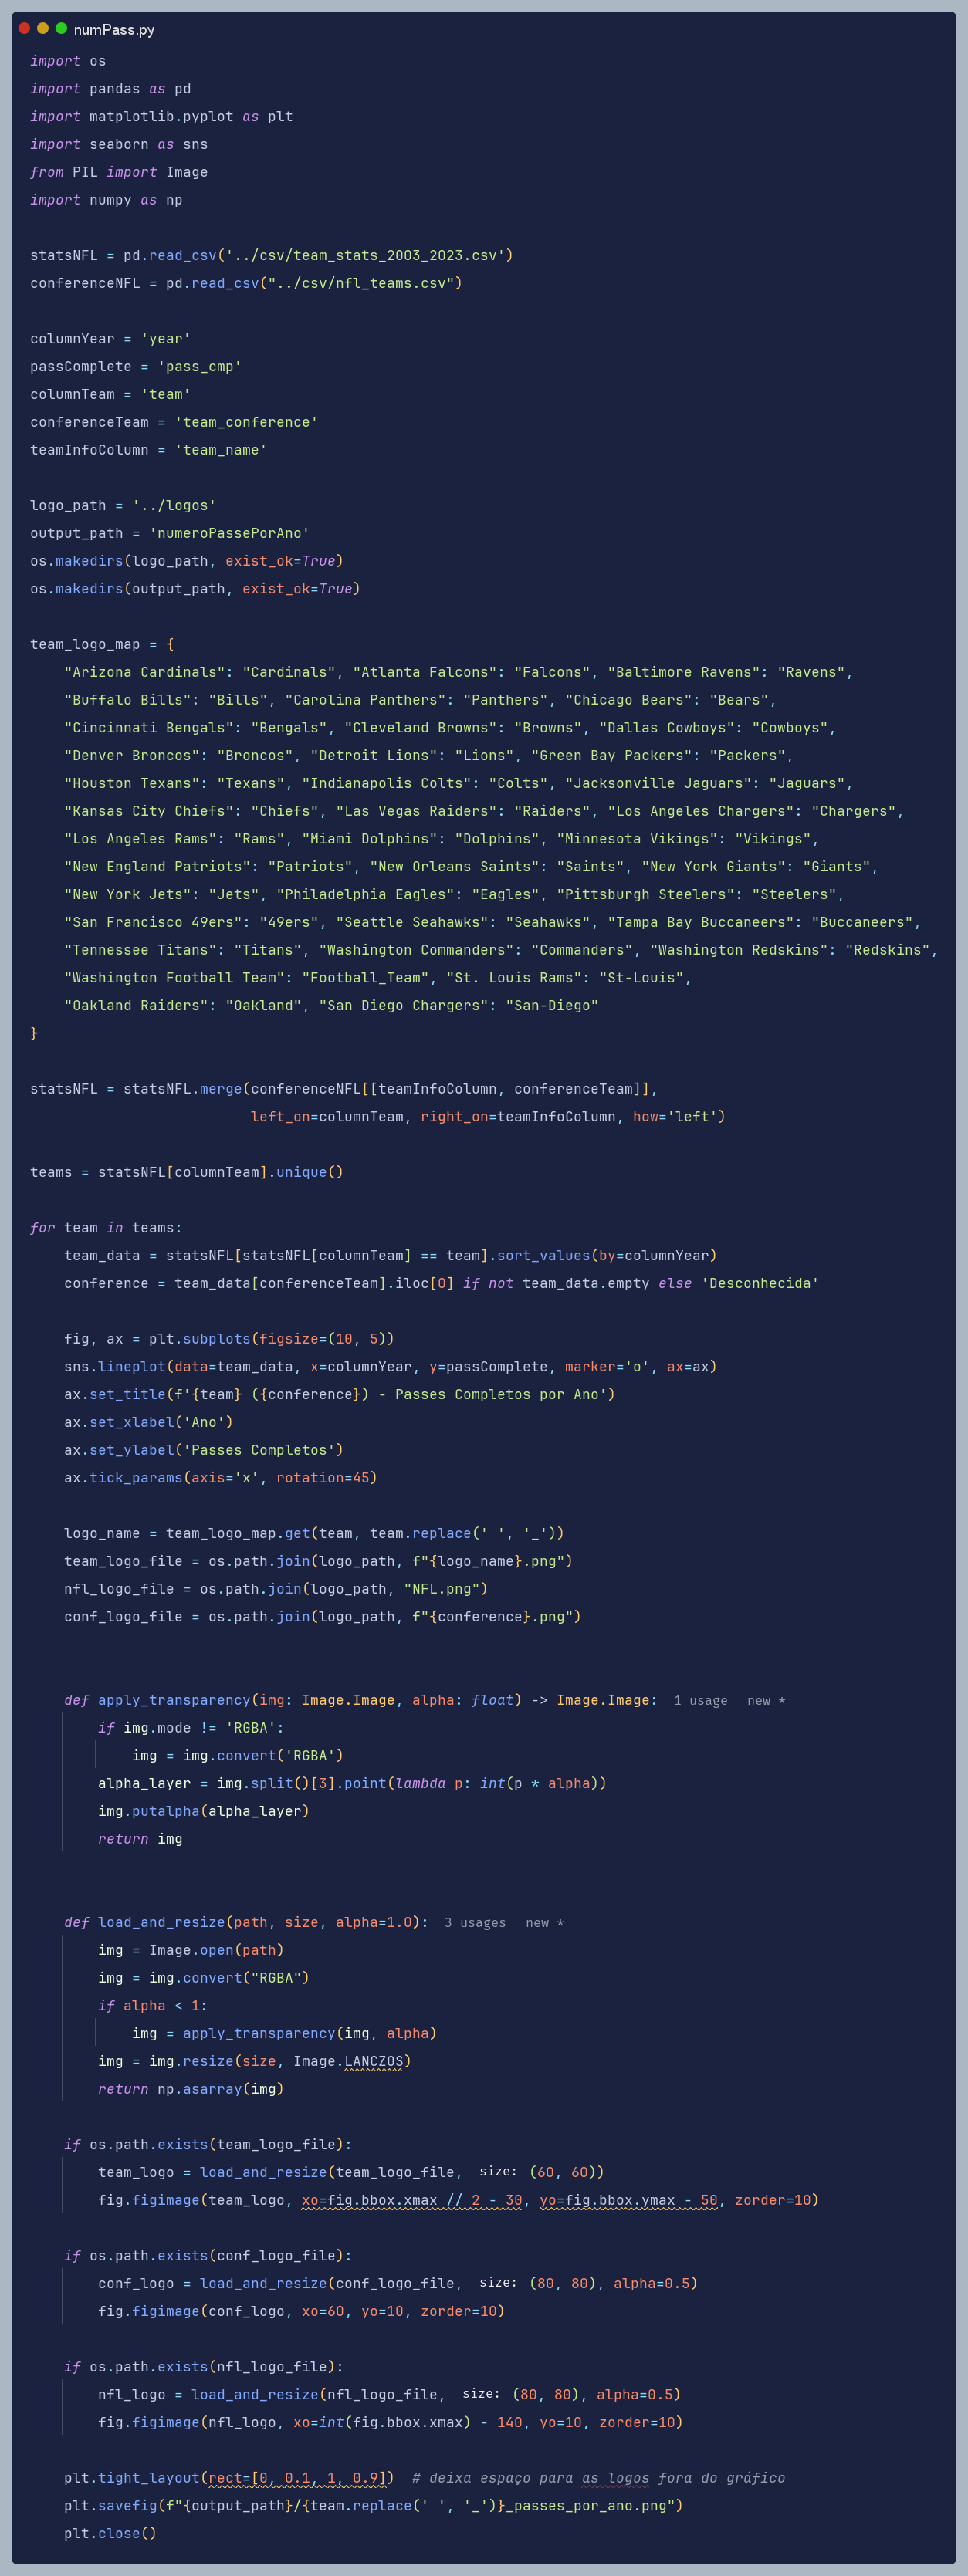 numPass.py
import os
import pandas as pd
import matplotlib.pyplot as plt
import seaborn as sns
from PIL import Image
import numpy as np

statsNFL = pd.read_csv('../csv/team_stats_2003_2023.csv')
conferenceNFL = pd.read_csv("../csv/nfl_teams.csv")

columnYear = 'year'
passComplete = 'pass_cmp'
columnTeam = 'team'
conferenceTeam = 'team_conference'
teamInfoColumn = 'team_name'

logo_path = '../logos'
output_path = 'numeroPassePorAno'
os.makedirs(logo_path, exist_ok=True)
os.makedirs(output_path, exist_ok=True)

team_logo_map = {
    "Arizona Cardinals": "Cardinals", "Atlanta Falcons": "Falcons", "Baltimore Ravens": "Ravens",
    "Buffalo Bills": "Bills", "Carolina Panthers": "Panthers", "Chicago Bears": "Bears",
    "Cincinnati Bengals": "Bengals", "Cleveland Browns": "Browns", "Dallas Cowboys": "Cowboys",
    "Denver Broncos": "Broncos", "Detroit Lions": "Lions", "Green Bay Packers": "Packers",
    "Houston Texans": "Texans", "Indianapolis Colts": "Colts", "Jacksonville Jaguars": "Jaguars",
    "Kansas City Chiefs": "Chiefs", "Las Vegas Raiders": "Raiders", "Los Angeles Chargers": "Chargers",
    "Los Angeles Rams": "Rams", "Miami Dolphins": "Dolphins", "Minnesota Vikings": "Vikings",
    "New England Patriots": "Patriots", "New Orleans Saints": "Saints", "New York Giants": "Giants",
    "New York Jets": "Jets", "Philadelphia Eagles": "Eagles", "Pittsburgh Steelers": "Steelers",
    "San Francisco 49ers": "49ers", "Seattle Seahawks": "Seahawks", "Tampa Bay Buccaneers": "Buccaneers",
    "Tennessee Titans": "Titans", "Washington Commanders": "Commanders", "Washington Redskins": "Redskins",
    "Washington Football Team": "Football_Team", "St. Louis Rams": "St-Louis",
    "Oakland Raiders": "Oakland", "San Diego Chargers": "San-Diego"
}

statsNFL = statsNFL.merge(conferenceNFL[[teamInfoColumn, conferenceTeam]],
                          left_on=columnTeam, right_on=teamInfoColumn, how='left')

teams = statsNFL[columnTeam].unique()

for team in teams:
    team_data = statsNFL[statsNFL[columnTeam] == team].sort_values(by=columnYear)
    conference = team_data[conferenceTeam].iloc[0] if not team_data.empty else 'Desconhecida'

    fig, ax = plt.subplots(figsize=(10, 5))
    sns.lineplot(data=team_data, x=columnYear, y=passComplete, marker='o', ax=ax)
    ax.set_title(f'{team} ({conference}) - Passes Completos por Ano')
    ax.set_xlabel('Ano')
    ax.set_ylabel('Passes Completos')
    ax.tick_params(axis='x', rotation=45)

    logo_name = team_logo_map.get(team, team.replace(' ', '_'))
    team_logo_file = os.path.join(logo_path, f"{logo_name}.png")
    nfl_logo_file = os.path.join(logo_path, "NFL.png")
    conf_logo_file = os.path.join(logo_path, f"{conference}.png")

    def apply_transparency(img: Image.Image, alpha: float) -> Image.Image: 1 usage new *
        if img.mode != 'RGBA':
            img = img.convert('RGBA')
        alpha_layer = img.split()[3].point(lambda p: int(p * alpha))
        img.putalpha(alpha_layer)
        return img

    def load_and_resize(path, size, alpha=1.0): 3 usages new *
        img = Image.open(path)
        img = img.convert("RGBA")
        if alpha < 1:
            img = apply_transparency(img, alpha)
        img = img.resize(size, Image.LANCZOS)
        return np.asarray(img)

    if os.path.exists(team_logo_file):
        team_logo = load_and_resize(team_logo_file, size: (60, 60))
        fig.figimage(team_logo, xo=fig.bbox.xmax // 2 - 30, yo=fig.bbox.ymax - 50, zorder=10)

    if os.path.exists(conf_logo_file):
        conf_logo = load_and_resize(conf_logo_file, size: (80, 80), alpha=0.5)
        fig.figimage(conf_logo, xo=60, yo=10, zorder=10)

    if os.path.exists(nfl_logo_file):
        nfl_logo = load_and_resize(nfl_logo_file, size: (80, 80), alpha=0.5)
        fig.figimage(nfl_logo, xo=int(fig.bbox.xmax) - 140, yo=10, zorder=10)

    plt.tight_layout(rect=[0, 0.1, 1, 0.9])  # deixa espaço para as logos fora do gráfico
    plt.savefig(f"{output_path}/{team.replace(' ', '_')}_passes_por_ano.png")
    plt.close()